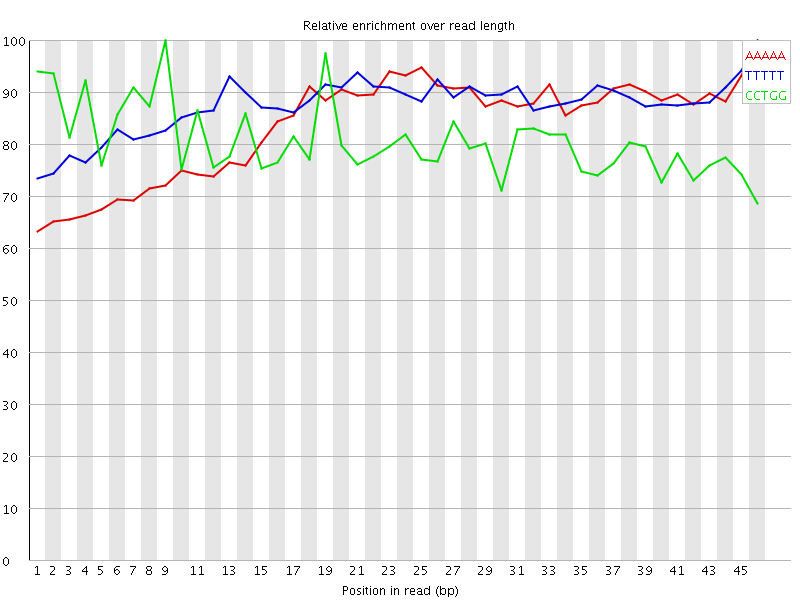 Relative enrichment over read length
100
90
80
70
60
50
40
30
20
10
0
AAAAA
TTTTT
CCTGG
1 2 3 4 5 6 7 8 9 11 13 15 17 19 21 23 25 27 29 31 33 35 37 39 41 43 45
Position in read (bp)